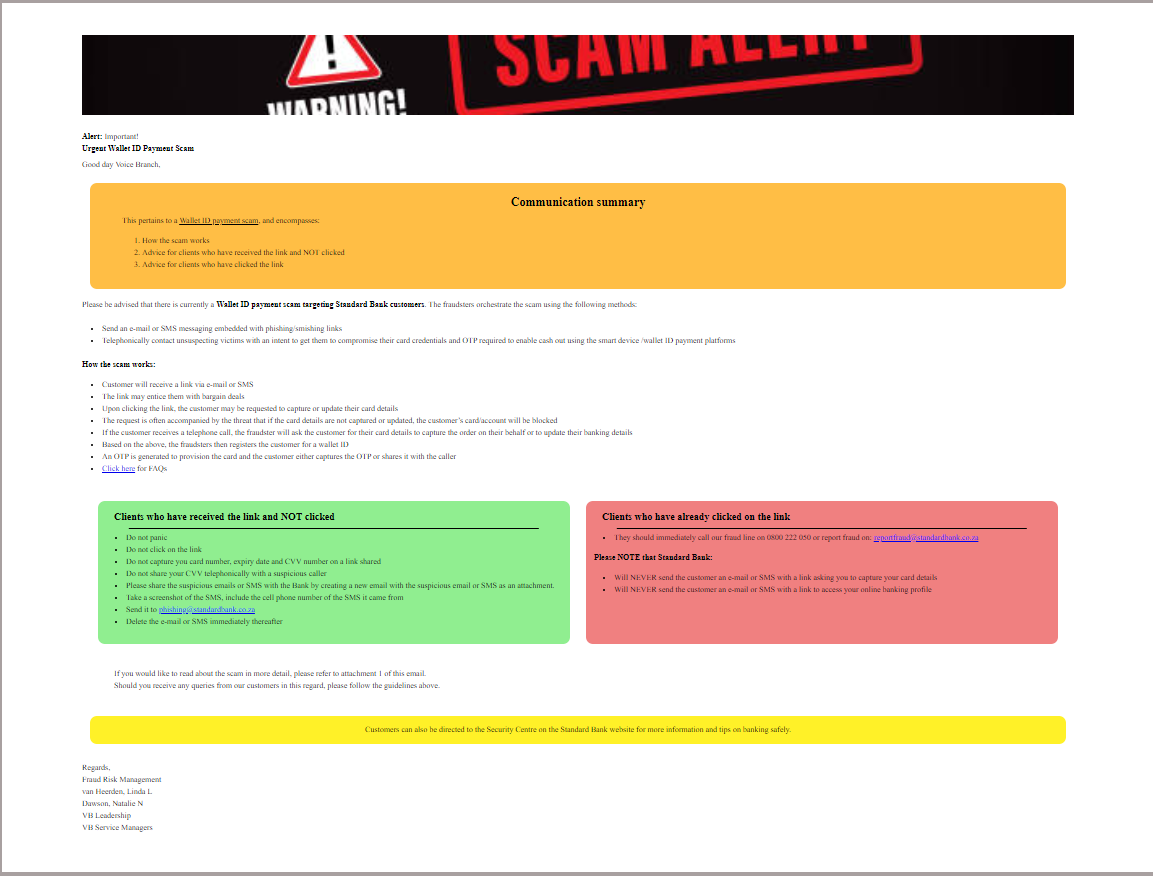 WARNING!
SCAM ALERT
Alert: Important!
Urgent Wallet ID Payment Scam
Good day Voice Branch,
Communication summary
This pertains to a Wallet ID payment scam, and encompasses:
1. How the scam works
2. Advice for clients who have received the link and NOT clicked
3. Advice for clients who have clicked the link
Please be advised that there is currently a Wallet ID payment scam targeting Standard Bank customers. The fraudsters orchestrate the scam using the following methods:
• Send an e-mail or SMS messaging embedded with phishing/smishing links
• Telephonically contact unsuspecting victims with an intent to get them to compromise their card credentials and OTP required to enable cash out using the smart device /wallet ID payment platforms
How the scam works:
• Customer will receive a link via e-mail or SMS
• The link may entice them with bargain deals
• Upon clicking the link, the customer may be requested to capture or update their card details
• The request is often accompanied by the threat that if the card details are not captured or updated, the customer's card/account will be blocked
• If the customer receives a telephone call, the fraudster will ask the customer for their card details to capture the order on their behalf or to update their banking details
• Based on the above, the fraudsters then registers the customer for a wallet ID
• An OTP is generated to provision the card and the customer either captures the OTP or shares it with the caller
• Click here for FAQs
Clients who have received the link and NOT clicked
• Do not panic
• Do not click on the link
• Do not capture you card number, expiry date and CVV number on a link shared
• Do not share your CVV telephonically with a suspicious caller
• Please share the suspicious emails or SMS with the Bank by creating a new email with the suspicious email or SMS as an attachment.
• Take a screenshot of the SMS, include the cell phone number of the SMS it came from
• Send it to phishing@standardbank.co.za
• Delete the e-mail or SMS immediately thereafter
Clients who have already clicked on the link
• They should immediately call our fraud line on 0800 222 050 or report fraud on: reportfraud@standardbank.co.za
Please NOTE that Standard Bank:
• Will NEVER send the customer an e-mail or SMS with a link asking you to capture your card details
• Will NEVER send the customer an e-mail or SMS with a link to access your online banking profile
If you would like to read about the scam in more detail, please refer to attachment 1 of this email.
Should you receive any queries from our customers in this regard, please follow the guidelines above.
Customers can also be directed to the Security Centre on the Standard Bank website for more information and tips on banking safely.
Regards,
Fraud Risk Management
van Heerden, Linda L
Dawson, Natalie N
VB Leadership
VB Service Managers